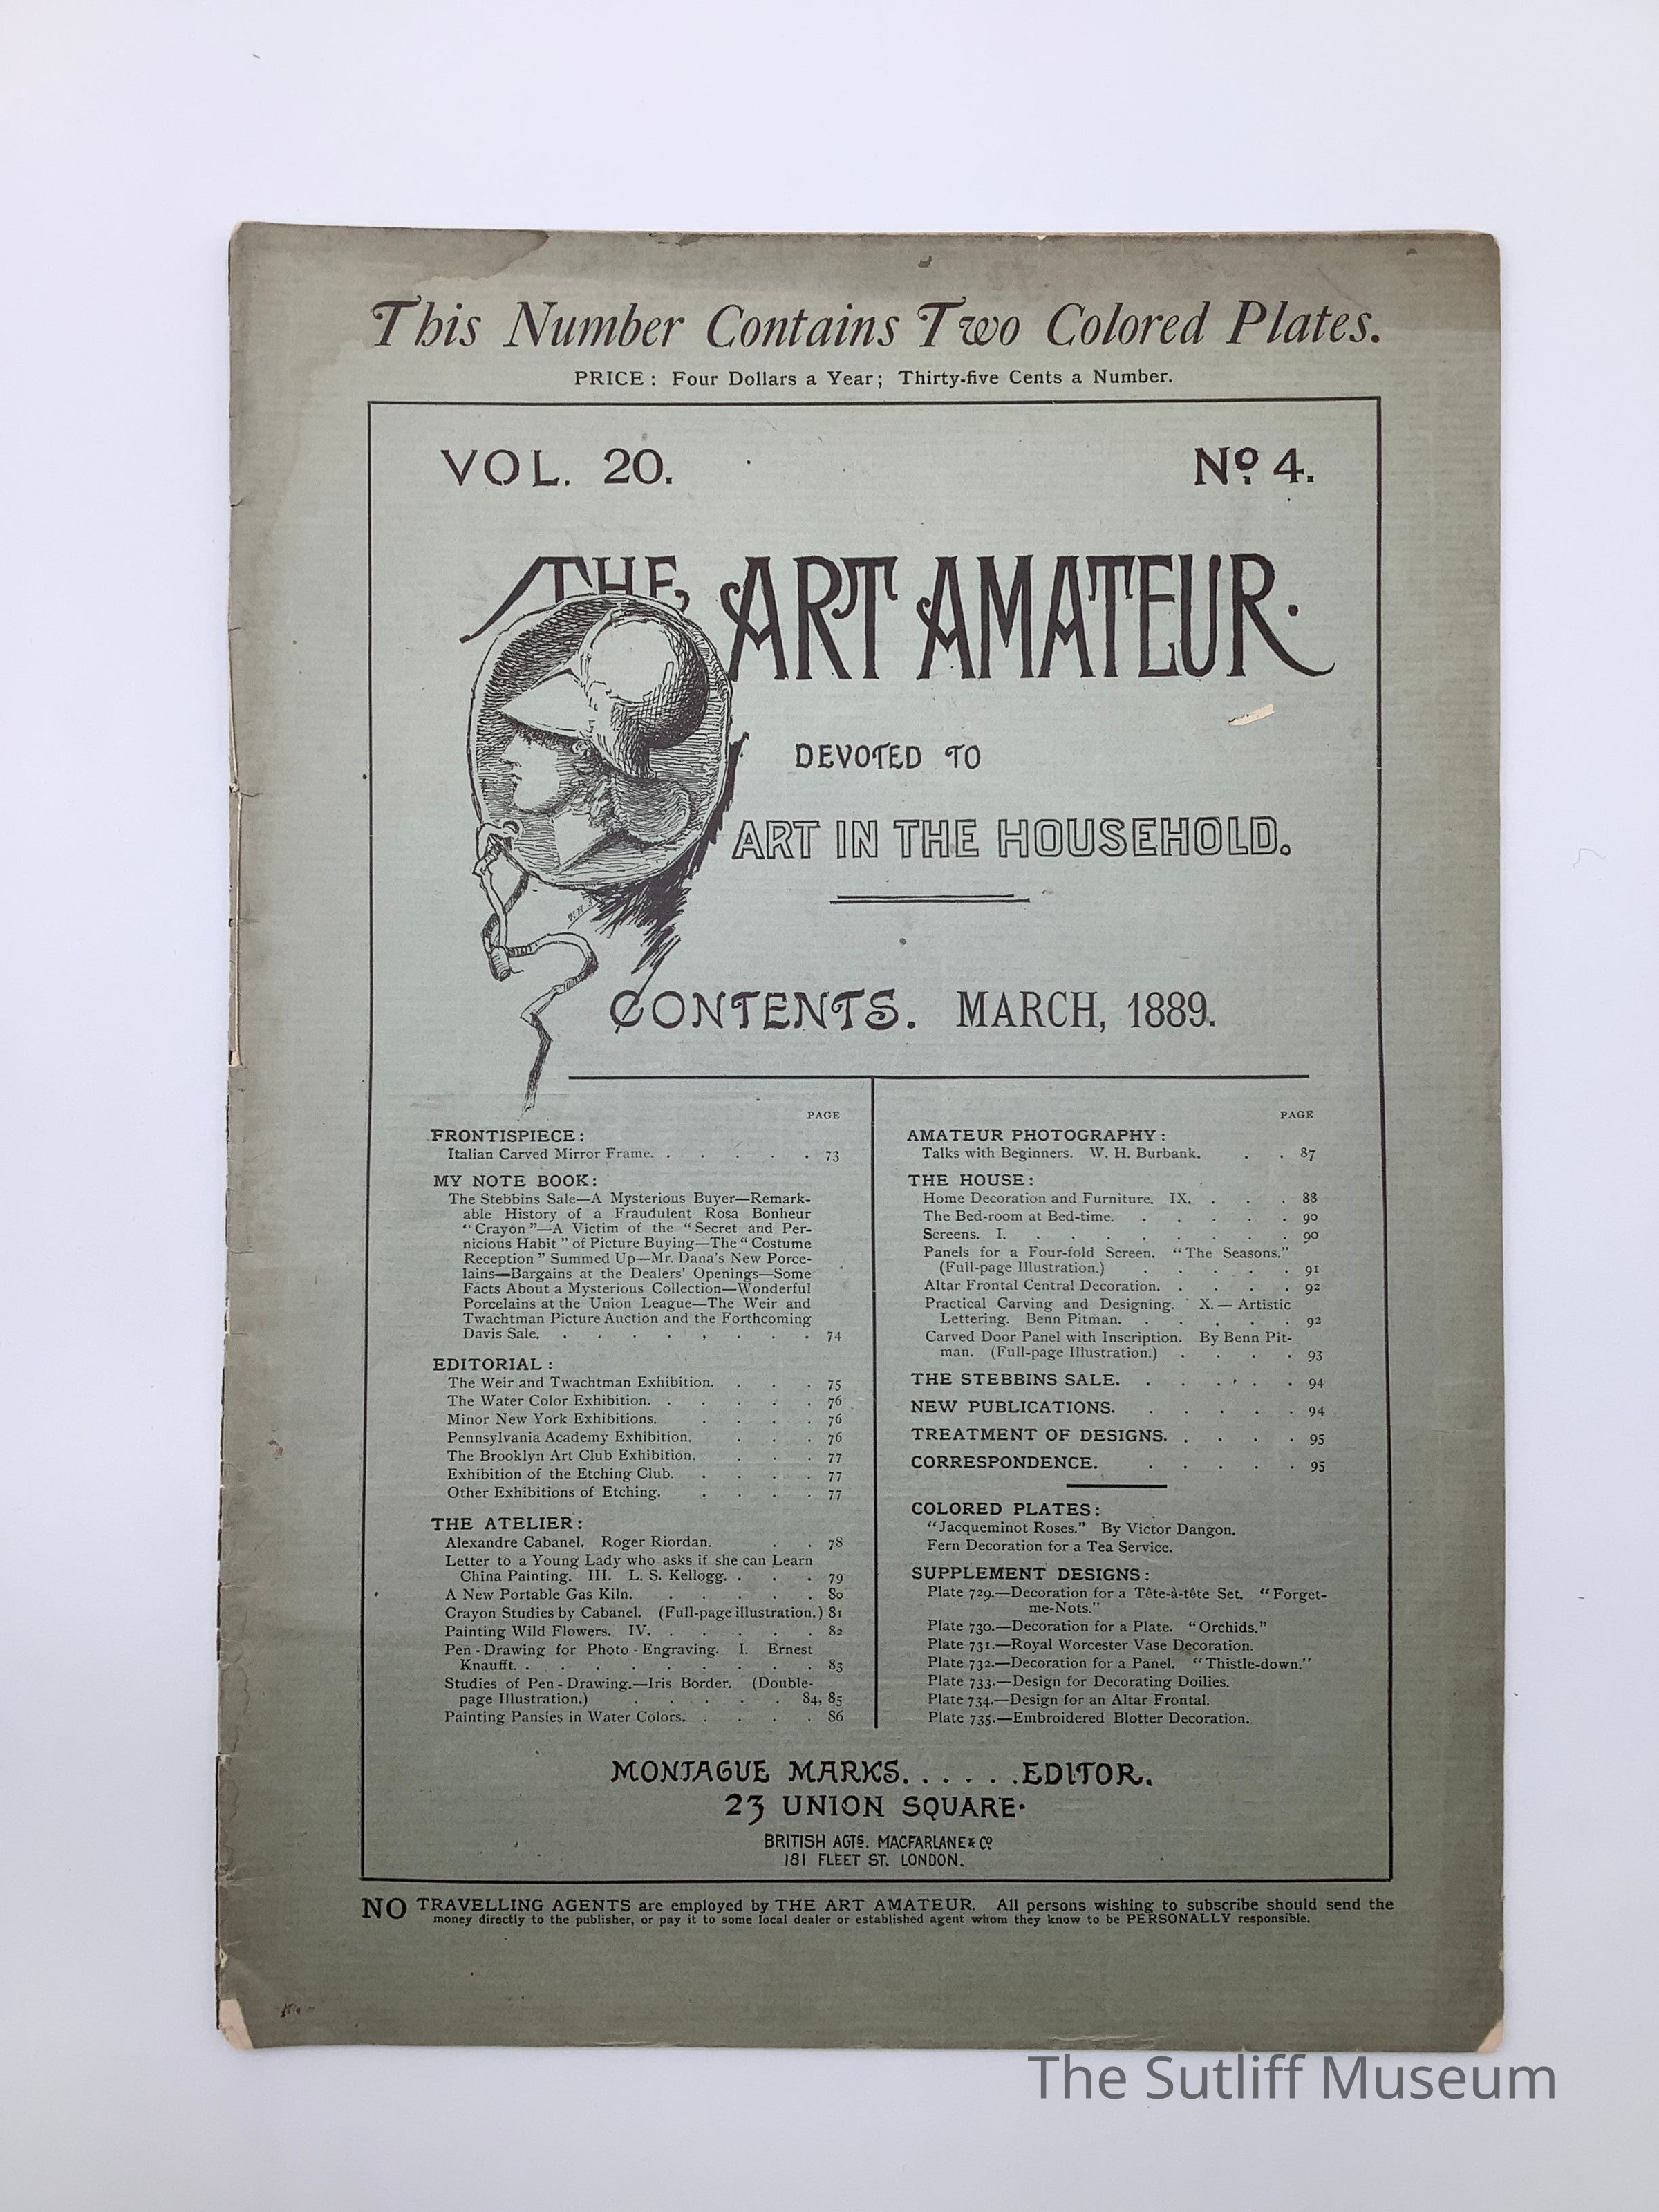 This Number Contains Two Colored Plates.
PRICE: Four Dollars a Year; Thirty-five Cents a Number.
VOL. 20.
No 4.
THE ART AMATEUR.
DEVOTED TO
ART IN THE HOUSEHOLD.
CONTENTS. MARCH, 1889.
PAGE
FRONTISPIECE:
Italian Carved Mirror Frame. . . . . . 73
MY NOTE BOOK:
The Stebbins Sale—A Mysterious Buyer—Remark-
able History of a Fraudulent Rosa Bonheur
"Crayon"—A Victim of the "Secret and Per-
nicious Habit" of Picture Buying—The "Costume
Reception" Summed Up—Mr. Dana's New Porce-
lains—Bargains at the Dealers' Openings—Some
Facts About a Mysterious Collection—Wonderful
Porcelains at the Union League—The Weir and
Twachtman Picture Auction and the Forthcoming
Davis Sale. . . . . . . . 74
EDITORIAL:
The Weir and Twachtman Exhibition. . . . 75
The Water Color Exhibition. . . . . . 76
Minor New York Exhibitions. . . . . 76
Pennsylvania Academy Exhibition. . . . 76
The Brooklyn Art Club Exhibition. . . . 77
Exhibition of the Etching Club. . . . . 77
Other Exhibitions of Etching. . . . . 77
THE ATELIER:
Alexandre Cabanel. Roger Riordan. . . 78
Letter to a Young Lady who asks if she can Learn
China Painting. III. L. S. Kellogg. . . . 79
A New Portable Gas Kiln. . . . . . 80
Crayon Studies by Cabanel. (Full-page illustration.) 81
Painting Wild Flowers. IV. . . . . . 82
Pen-Drawing for Photo-Engraving. I. Ernest
Knaufft. . . . . . . . . 83
Studies of Pen-Drawing.—Iris Border. (Double-
page Illustration.) . . . . . 84, 85
Painting Pansies in Water Colors. . . . . 86
PAGE
AMATEUR PHOTOGRAPHY:
Talks with Beginners. W. H. Burbank. . . 87
THE HOUSE:
Home Decoration and Furniture. IX. . . . 88
The Bed-room at Bed-time. . . . . . 90
Screens. I. . . . . . . . . 90
Panels for a Four-fold Screen. "The Seasons."
(Full-page Illustration.) . . . . . 91
Altar Frontal Central Decoration. . . . . 92
Practical Carving and Designing. X.—Artistic
Lettering. Benn Pitman. . . . . . 92
Carved Door Panel with Inscription. By Benn Pit-
man. (Full-page Illustration.) . . . . 93
THE STEBBINS SALE. . . . . . 94
NEW PUBLICATIONS. . . . . . 94
TREATMENT OF DESIGNS. . . . . 95
CORRESPONDENCE. . . . . . 95
COLORED PLATES:
"Jacqueminot Roses." By Victor Dangon.
Fern Decoration for a Tea Service.
SUPPLEMENT DESIGNS:
Plate 729.—Decoration for a Tête-à-tête Set. "Forget-
me-Nots."
Plate 730.—Decoration for a Plate. "Orchids."
Plate 731.—Royal Worcester Vase Decoration.
Plate 732.—Decoration for a Panel. "Thistle-down."
Plate 733.—Design for Decorating Doilies.
Plate 734.—Design for an Altar Frontal.
Plate 735.—Embroidered Blotter Decoration.
MONTAGUE MARKS. . . . . .EDITOR.
23 UNION SQUARE.
BRITISH AGTS. MACFARLANE & Co
181 FLEET ST. LONDON.
NO TRAVELLING AGENTS are employed by THE ART AMATEUR. All persons wishing to subscribe should send the
money directly to the publisher, or pay it to some local dealer or established agent whom they know to be PERSONALLY responsible.
The Sutliff Museum